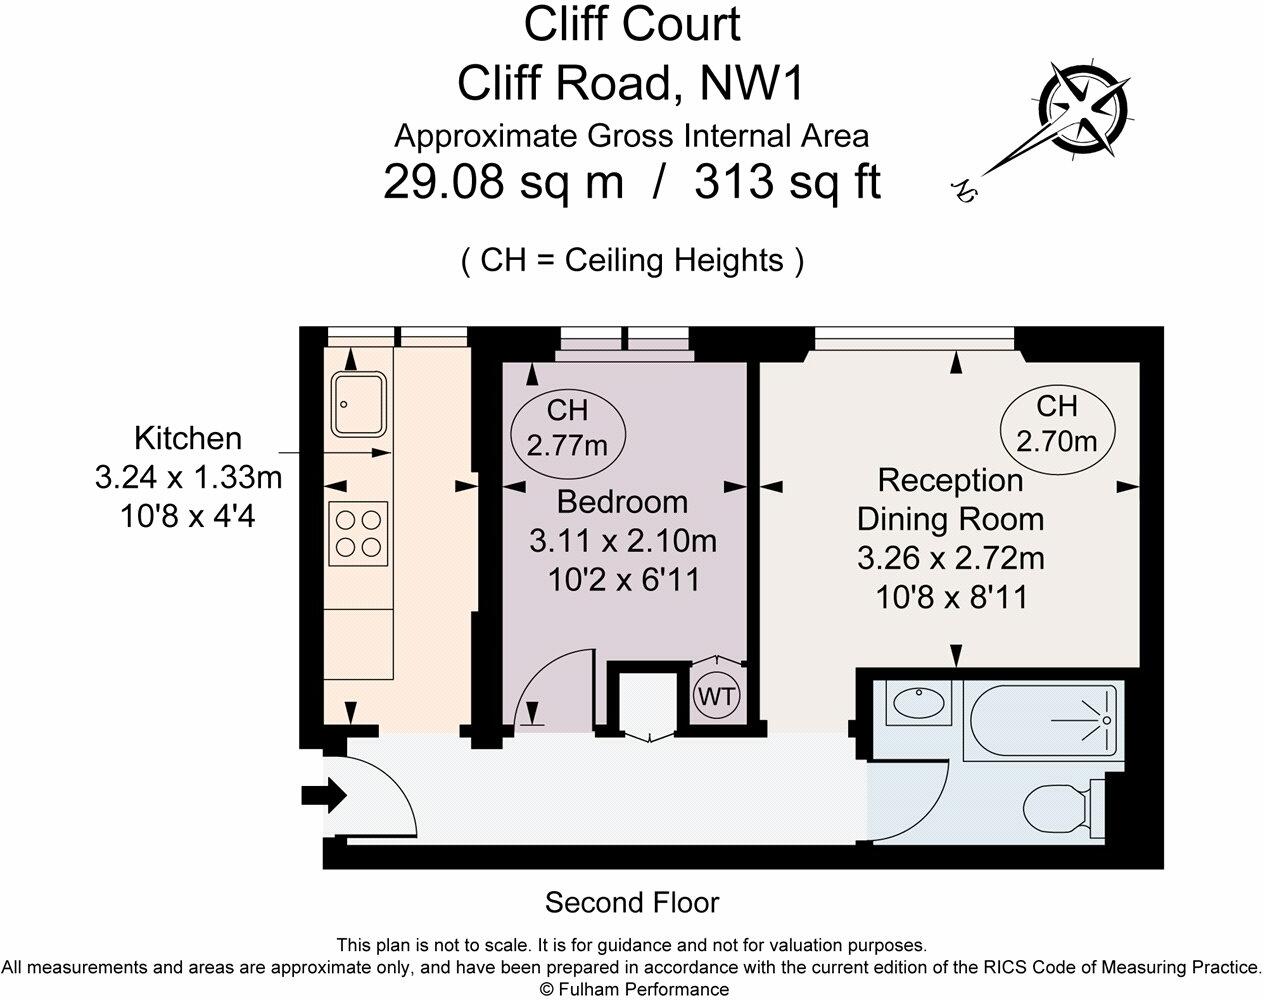 Cliff Court
Cliff Road, NW1
Approximate Gross Internal Area
29.08 sq m / 313 sq ft
N
( CH = Ceiling Heights )
Kitchen
3.24 x 1.33m
10'8 x 4'4
CH
2.77m
Bedroom
3.11 x 2.10m
10'2 x 6'11
WT
CH
2.70m
Reception
Dining Room
3.26 x 2.72m
10'8 x 8'11
Second Floor
This plan is not to scale. It is for guidance and not for valuation purposes.
All measurements and areas are approximate only, and have been prepared in accordance with the current edition of the RICS Code of Measuring Practice.
© Fulham Performance